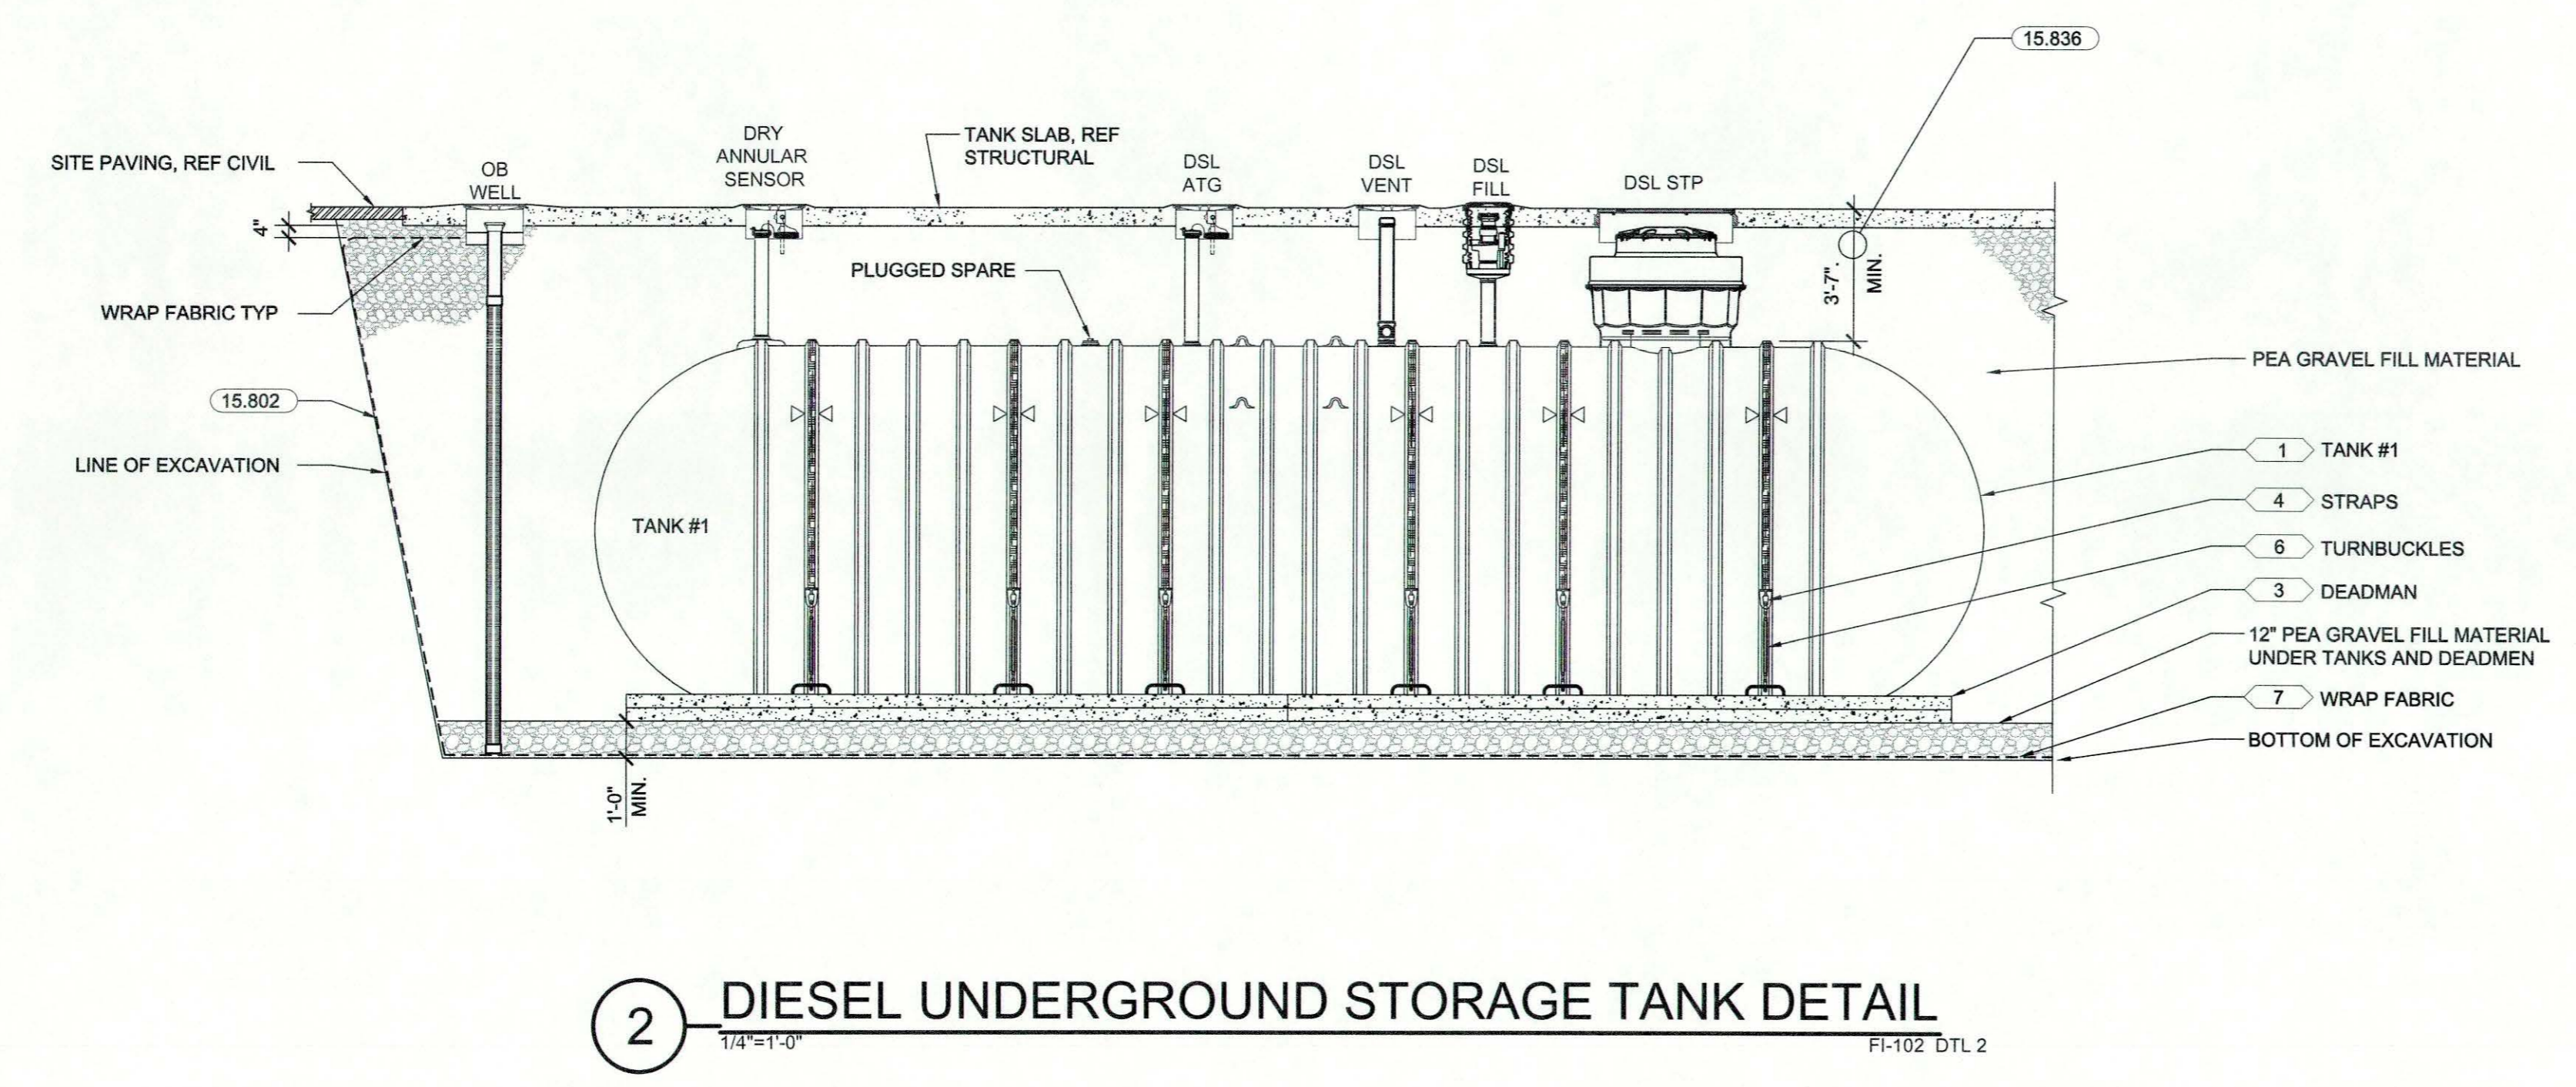 15.836
DRY
ANNULAR
SENSOR
TANK SLAB, REF
STRUCTURAL
SITE PAVING, REF CIVIL
OB
WELL
DSL
ATG
DSL
VENT
DSL
FILL
DSL STP
4"
WRAP FABRIC TYP
PLUGGED SPARE
3'-7".
MIN.
PEA GRAVEL FILL MATERIAL
15.802
LINE OF EXCAVATION
TANK #1
1 TANK #1
4 STRAPS
6 TURNBUCKLES
3 DEADMAN
12" PEA GRAVEL FILL MATERIAL
UNDER TANKS AND DEADMEN
7 WRAP FABRIC
BOTTOM OF EXCAVATION
1'-0"
MIN.
2
DIESEL UNDERGROUND STORAGE TANK DETAIL
1/4"=1'-0"
FI-102 DTL 2